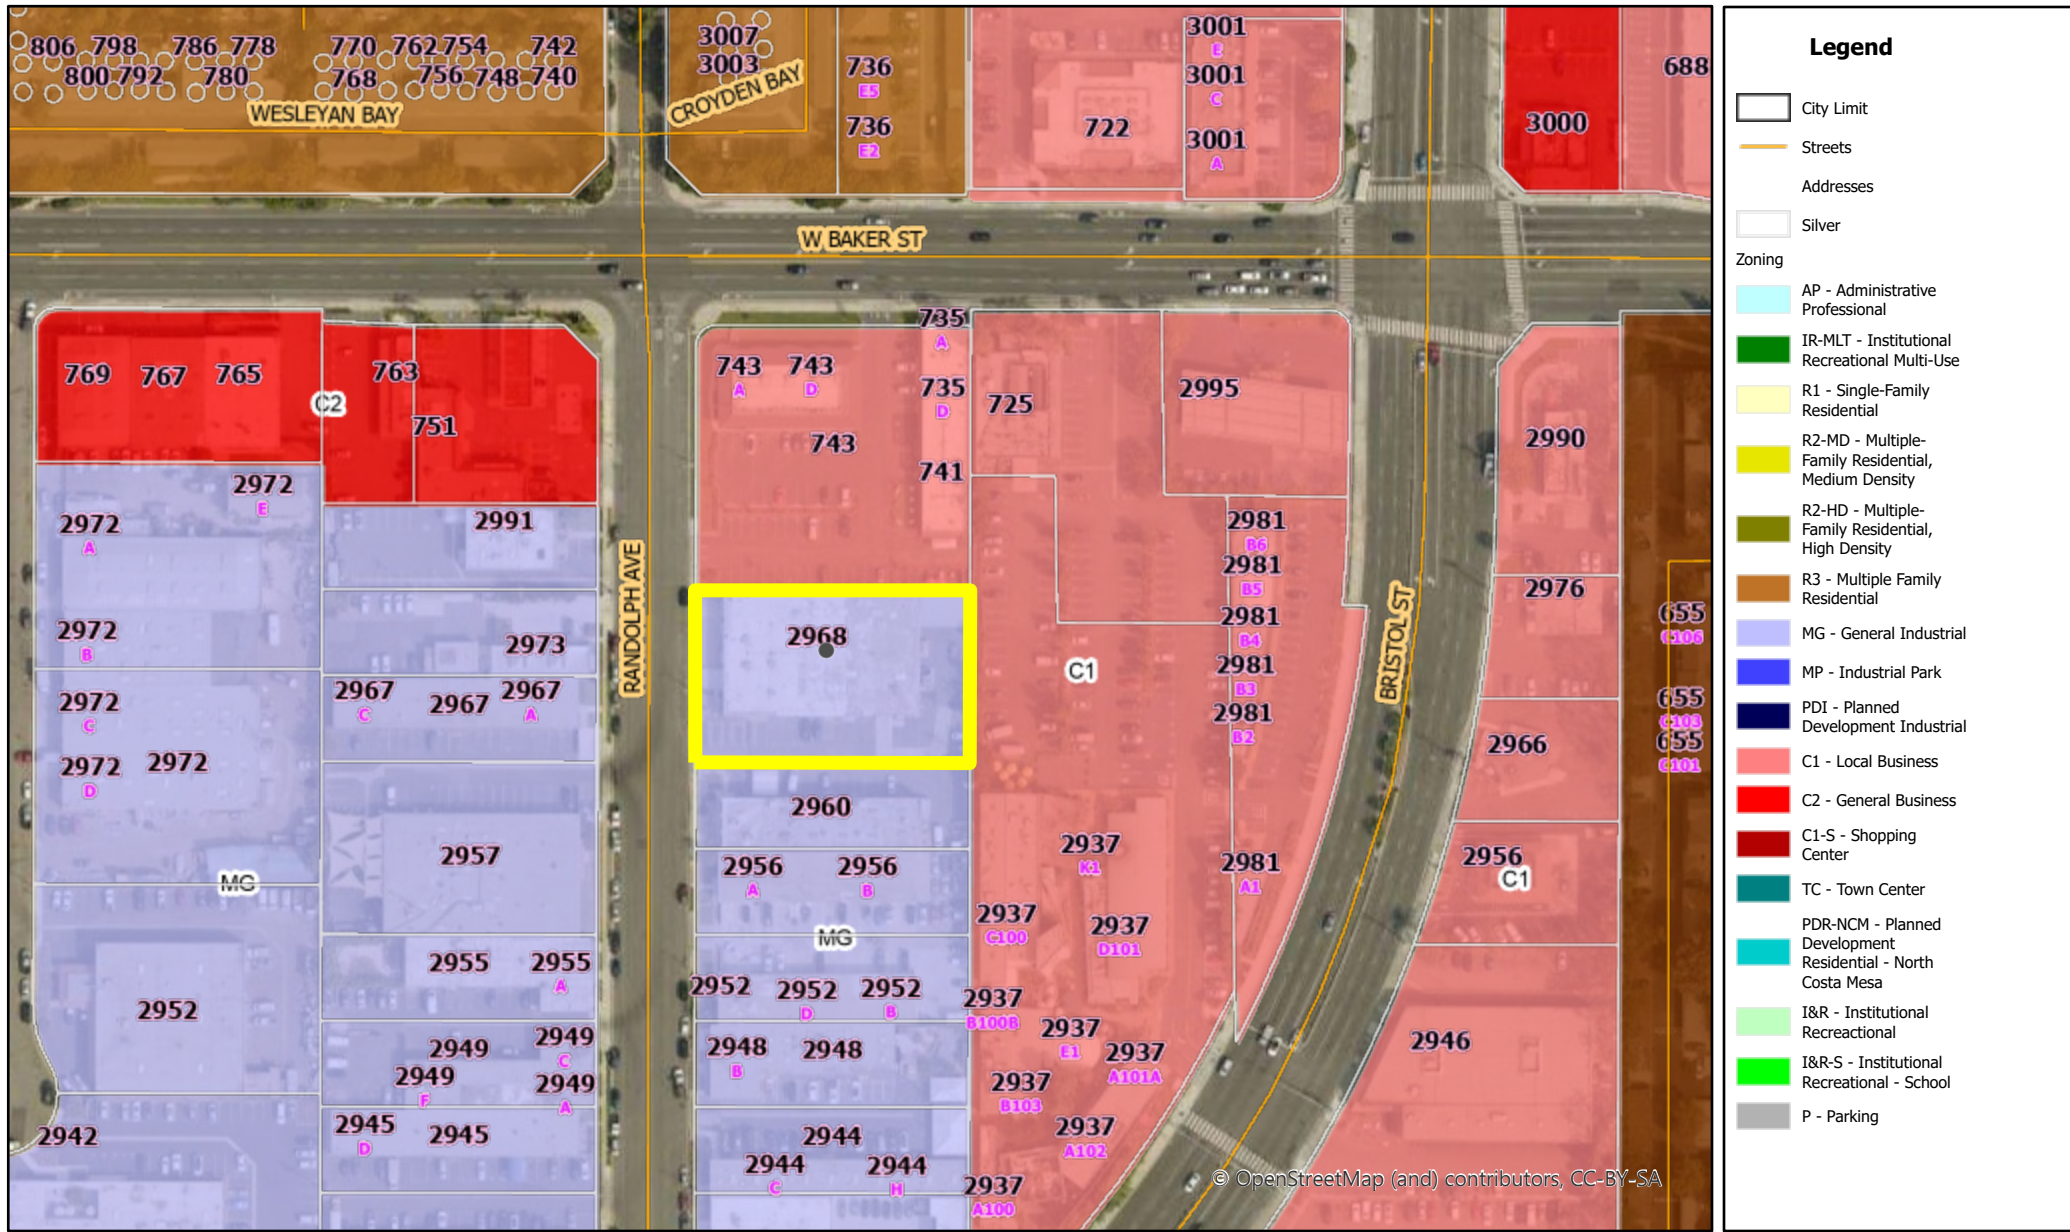 806 798 786 778 770 762 754 742
800 792 780 768 756 748 740
WESLEYAN BAY
3007
3003
CROYDEN BAY
736
E5
736
E2
722
3001
E
3001
C
3001
A
3000
688
W BAKER ST
769 767 765
C2
763
751
743
A
743
D
743
735
A
735
D
741
725
2995
2990
2972
E
2972
A
2972
B
2972
C
2972
D
2972
MG
2952
2942
2991
2973
2967
C
2967
2967
A
2957
2955
2955
A
2949
2949
C
2949
F
2949
A
2945
D
2945
RANDOLPH AVE
2968
2960
2956
A
2956
B
MG
2952
2952
D
2952
B
2948
B
2948
2944
2944
C
2944
H
C1
2981
B6
2981
B5
2981
B4
2981
B3
2981
B2
2981
A1
2937
K1
2937
C100
2937
D101
2937
B100B
2937
E1
2937
A101A
2937
B103
2937
A102
2937
A100
BRISTOL ST
2976
2966
2956
C1
2946
655
C106
655
C103
655
C101
© OpenStreetMap (and) contributors, CC-BY-SA
Legend
City Limit
Streets
Addresses
Silver
Zoning
AP - Administrative
Professional
IR-MLT - Institutional
Recreational Multi-Use
R1 - Single-Family
Residential
R2-MD - Multiple-
Family Residential,
Medium Density
R2-HD - Multiple-
Family Residential,
High Density
R3 - Multiple Family
Residential
MG - General Industrial
MP - Industrial Park
PDI - Planned
Development Industrial
C1 - Local Business
C2 - General Business
C1-S - Shopping
Center
TC - Town Center
PDR-NCM - Planned
Development
Residential - North
Costa Mesa
I&R - Institutional
Recreactional
I&R-S - Institutional
Recreational - School
P - Parking